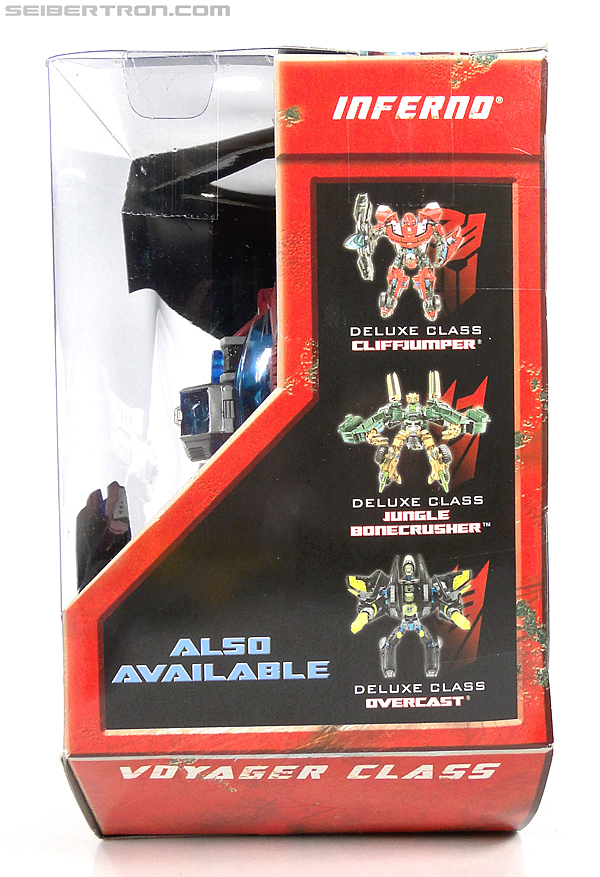 SEIBERTRON.COM
INFERNO®
DELUXE CLASS
CLIFFJUMPER®
DELUXE CLASS
JUNGLE
BONECRUSHER™
ALSO
AVAILABLE
DELUXE CLASS
OVERCAST®
VOYAGER CLASS